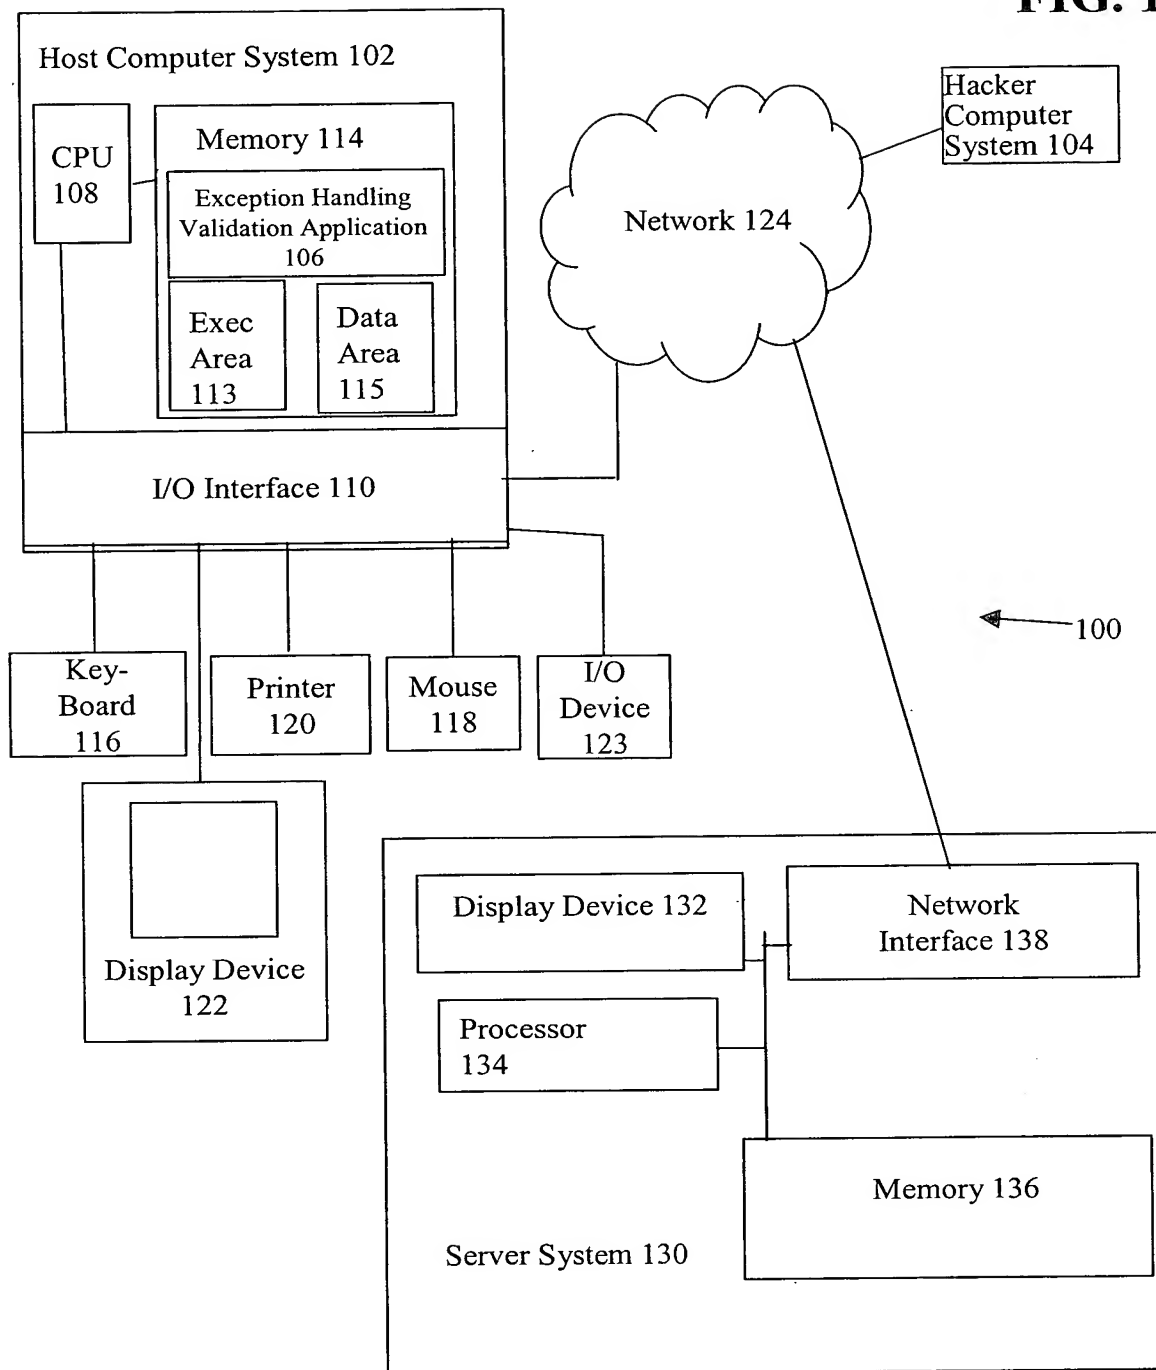 FIG. 1
Host Computer System 102
CPU
108
Memory 114
Exception Handling
Validation Application
106
Exec
Area
113
Data
Area
115
I/O Interface 110
Network 124
Hacker
Computer
System 104
100
Key-
Board
116
Printer
120
Mouse
118
I/O
Device
123
Display Device
122
Display Device 132
Network
Interface 138
Processor
134
Memory 136
Server System 130